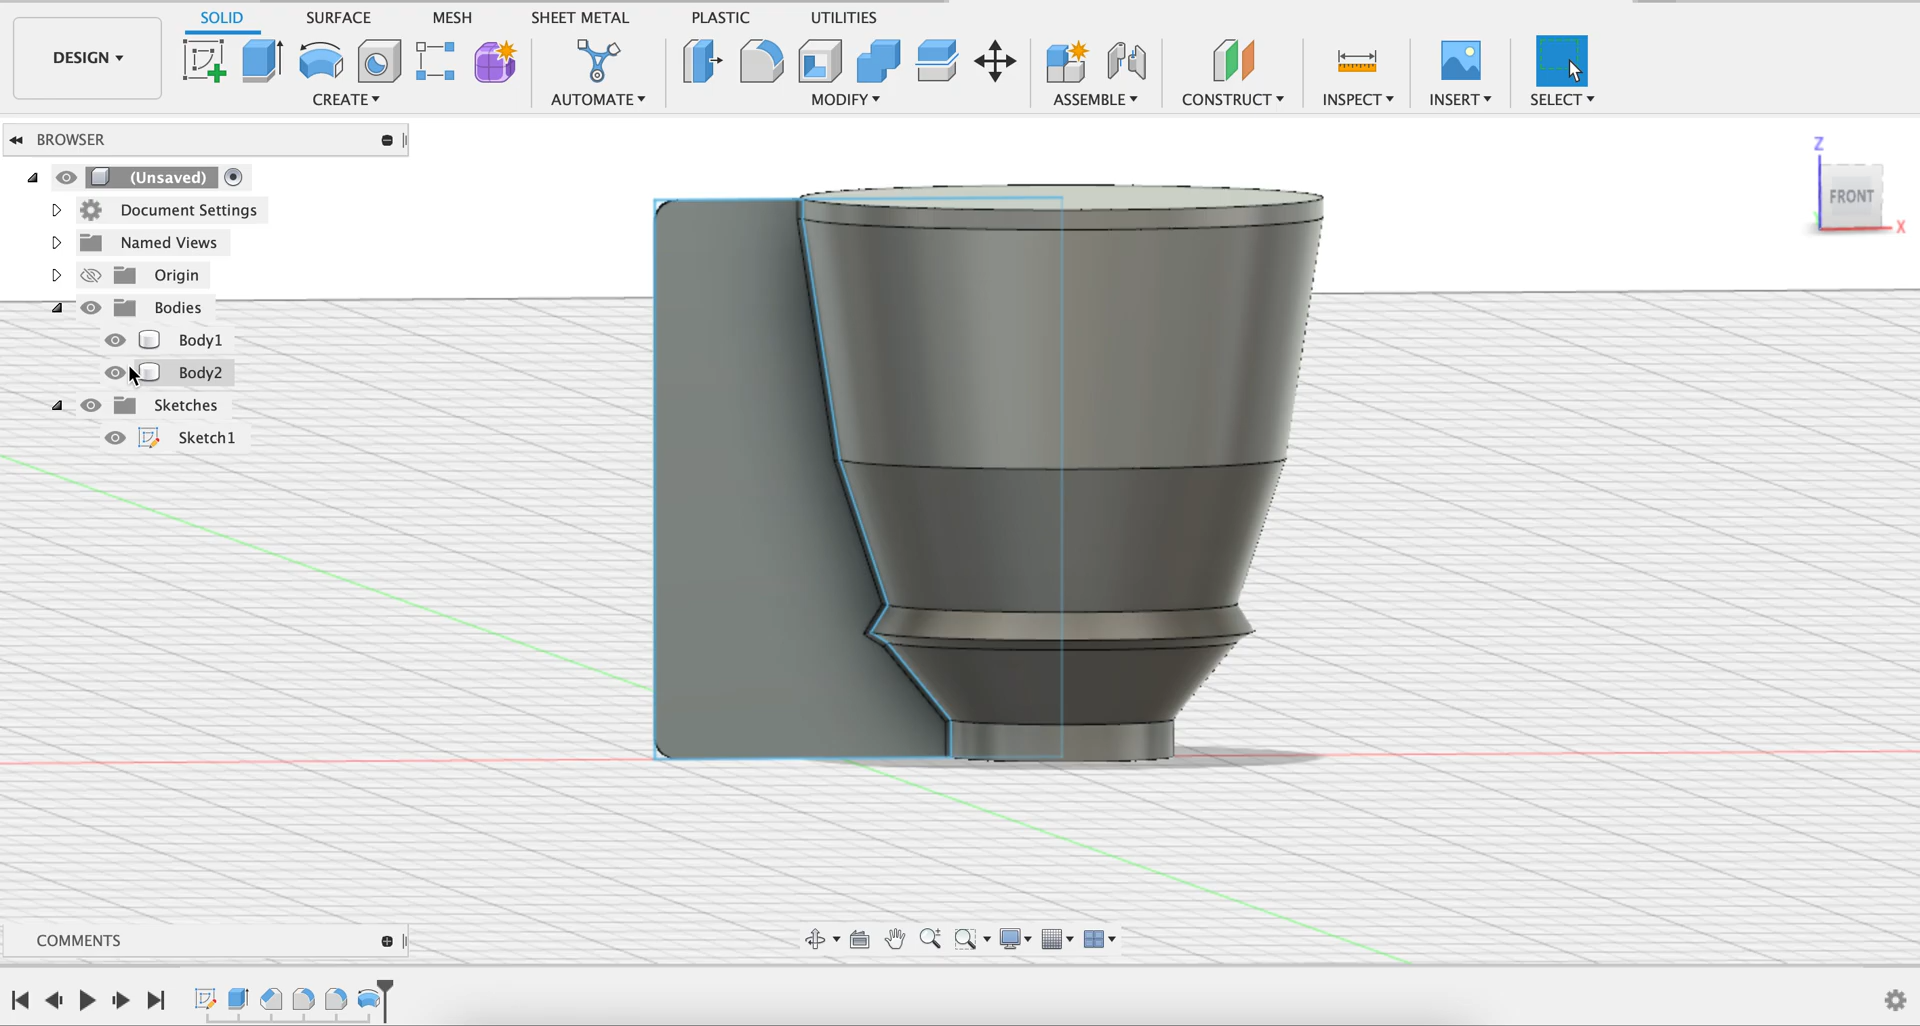 SOLID SURFACE MESH SHEET METAL PLASTIC UTILITIES
DESIGN
CREATE AUTOMATE MODIFY ASSEMBLE CONSTRUCT INSPECT INSERT SELECT
BROWSER
(Unsaved)
Document Settings
Named Views
Origin
Bodies
Body1
Body2
Sketches
Sketch1
Z
FRONT
X
COMMENTS